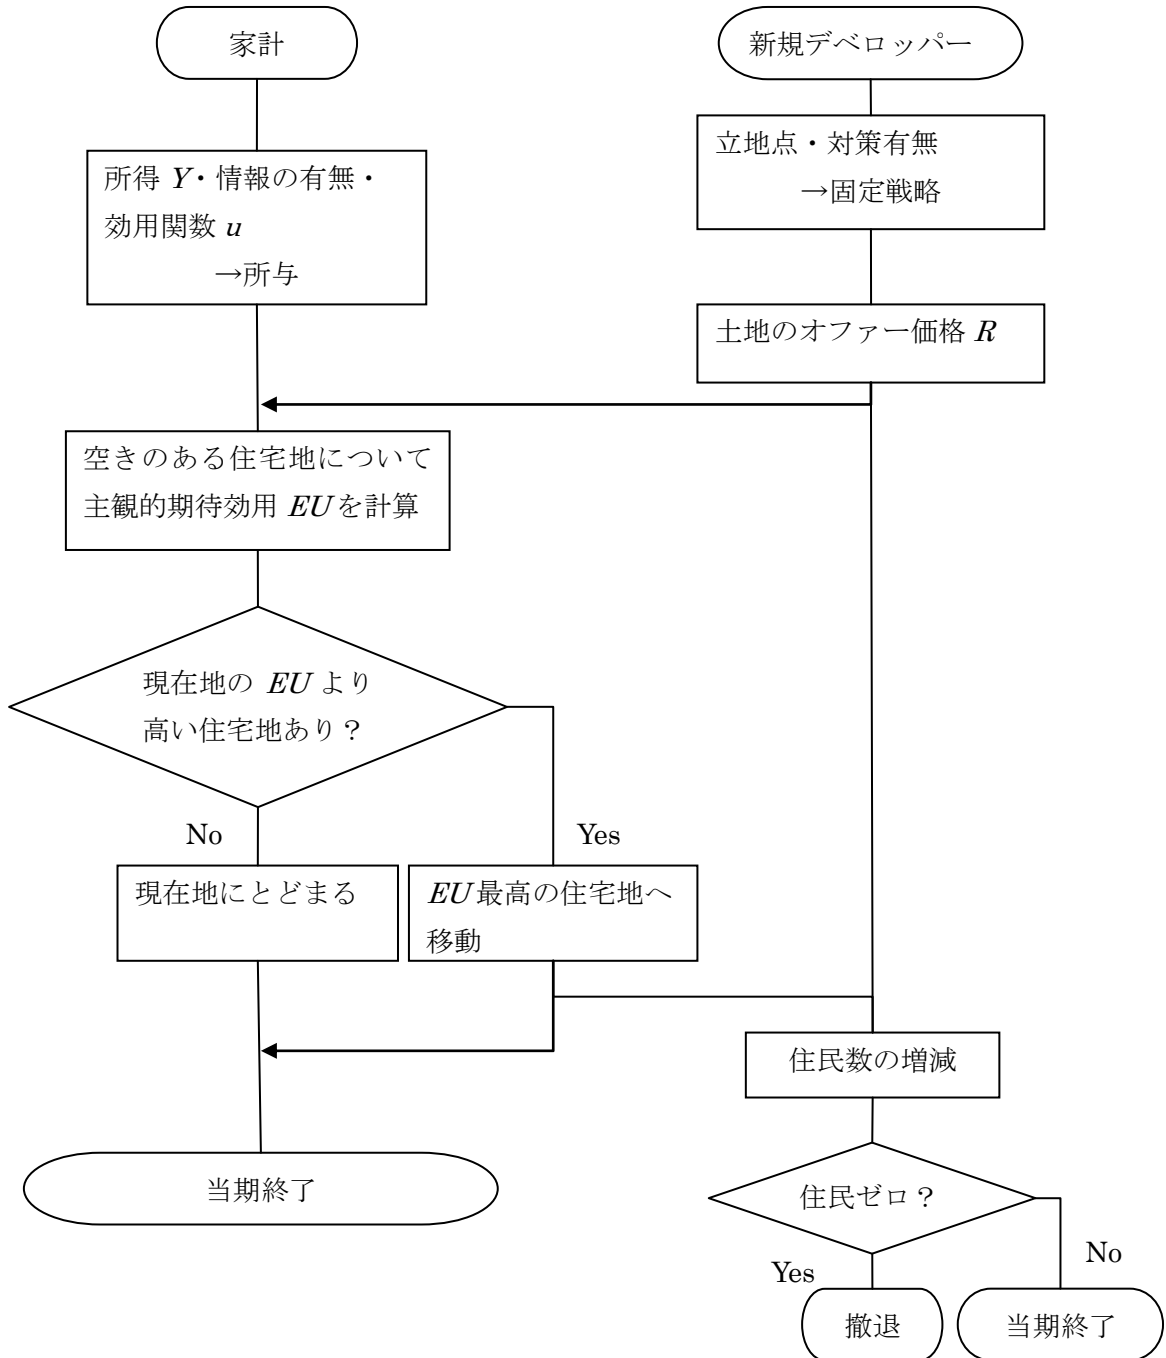 家計
新規デベロッパー
所得 Y・情報の有無・
効用関数 u
→所与
立地点・対策有無
→固定戦略
土地のオファー価格 R
空きのある住宅地について
主観的期待効用 EUを計算
現在地の EU より
高い住宅地あり？
No
Yes
現在地にとどまる
EU最高の住宅地へ
移動
住民数の増減
当期終了
住民ゼロ？
Yes
No
撤退
当期終了